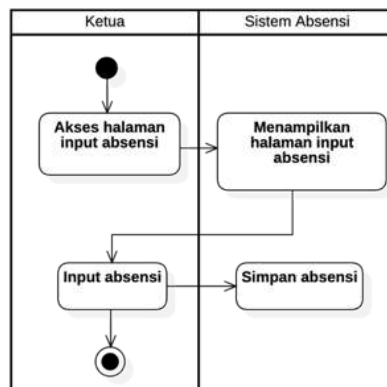 Ketua
Sistem Absensi
Akses halaman
input absensi
Menampilkan
halaman input
absensi
Input absensi
Simpan absensi